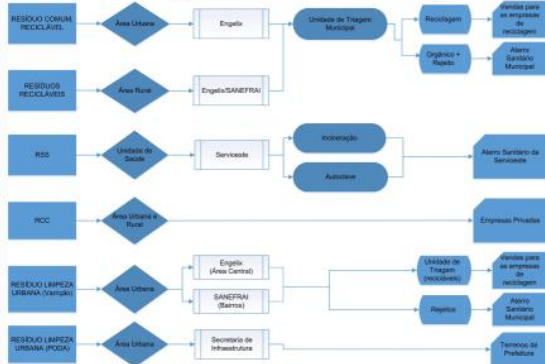 RESÍDUO COMUM,
RECICLÁVEL
Área Urbana
Engelix
Unidade de Triagem
Municipal
Reciclagem
Vendas para
as empresas
de
reciclagem
Orgânico +
Rejeito
Aterro
Sanitário
Municipal
RESÍDUOS
RECICLÁVEIS
Área Rural
Engelix/SANEFRAI
RSS
Unidade de
Saúde
Servioeste
Incineração
Autoclave
Aterro Sanitário da
Servioeste
RCC
Área Urbana e
Rural
Empresas Privadas
RESÍDUO LIMPEZA
URBANA (Varrição)
Área Urbana
Engelix
(Área Central)
SANEFRAI
(Bairros)
Unidade de
Triagem
(recicláveis)
Vendas para
as empresas
de
reciclagem
Rejeitos
Aterro
Sanitário
Municipal
RESÍDUO LIMPEZA
URBANA (PODA)
Área Urbana
Secretaria de
Infraestrutura
Terrenos da
Prefeitura